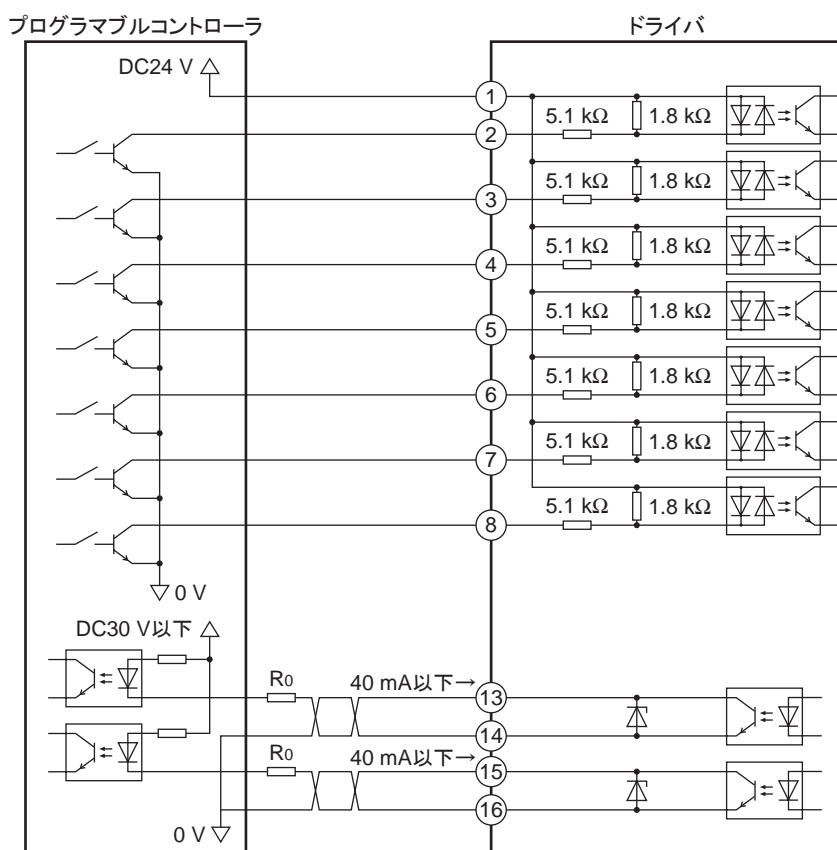 プログラマブルコントローラ
ドライバ
DC24 V
1
5.1 kΩ
1.8 kΩ
2
5.1 kΩ
1.8 kΩ
3
5.1 kΩ
1.8 kΩ
4
5.1 kΩ
1.8 kΩ
5
5.1 kΩ
1.8 kΩ
6
5.1 kΩ
1.8 kΩ
7
5.1 kΩ
1.8 kΩ
8
0 V
DC30 V以下
R0
40 mA以下→
13
14
R0
40 mA以下→
15
16
0 V